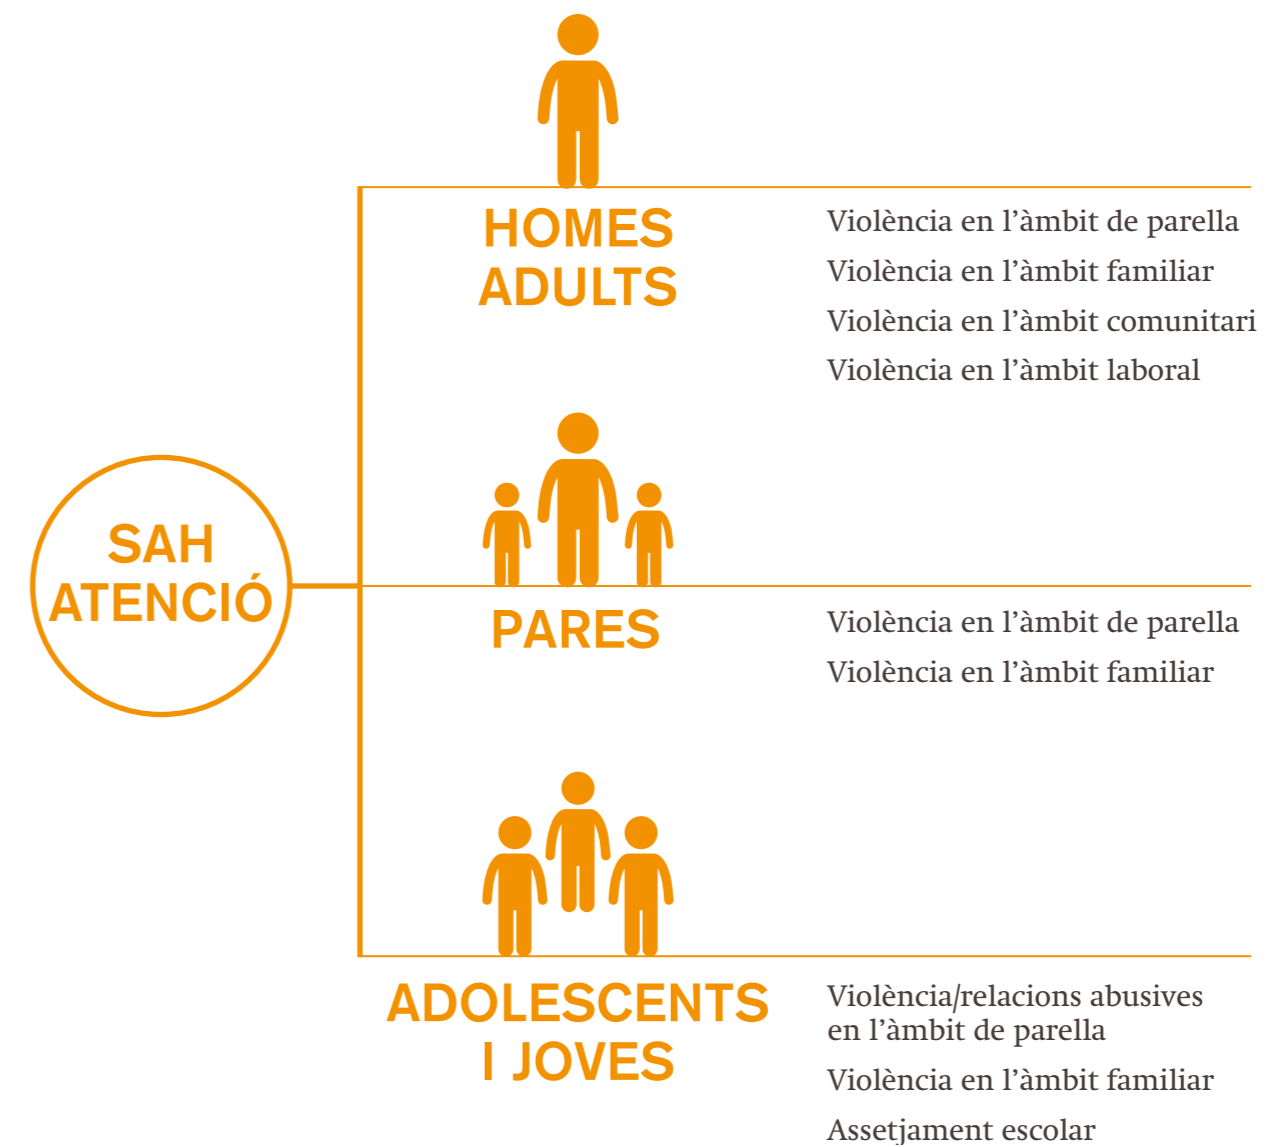 SAH
ATENCIÓ
HOMES
ADULTS
Violència en l’àmbit de parella
Violència en l’àmbit familiar
Violència en l’àmbit comunitari
Violència en l’àmbit laboral
PARES
Violència en l’àmbit de parella
Violència en l’àmbit familiar
ADOLESCENTS
I JOVES
Violència/relacions abusives
en l’àmbit de parella
Violència en l’àmbit familiar
Assetjament escolar